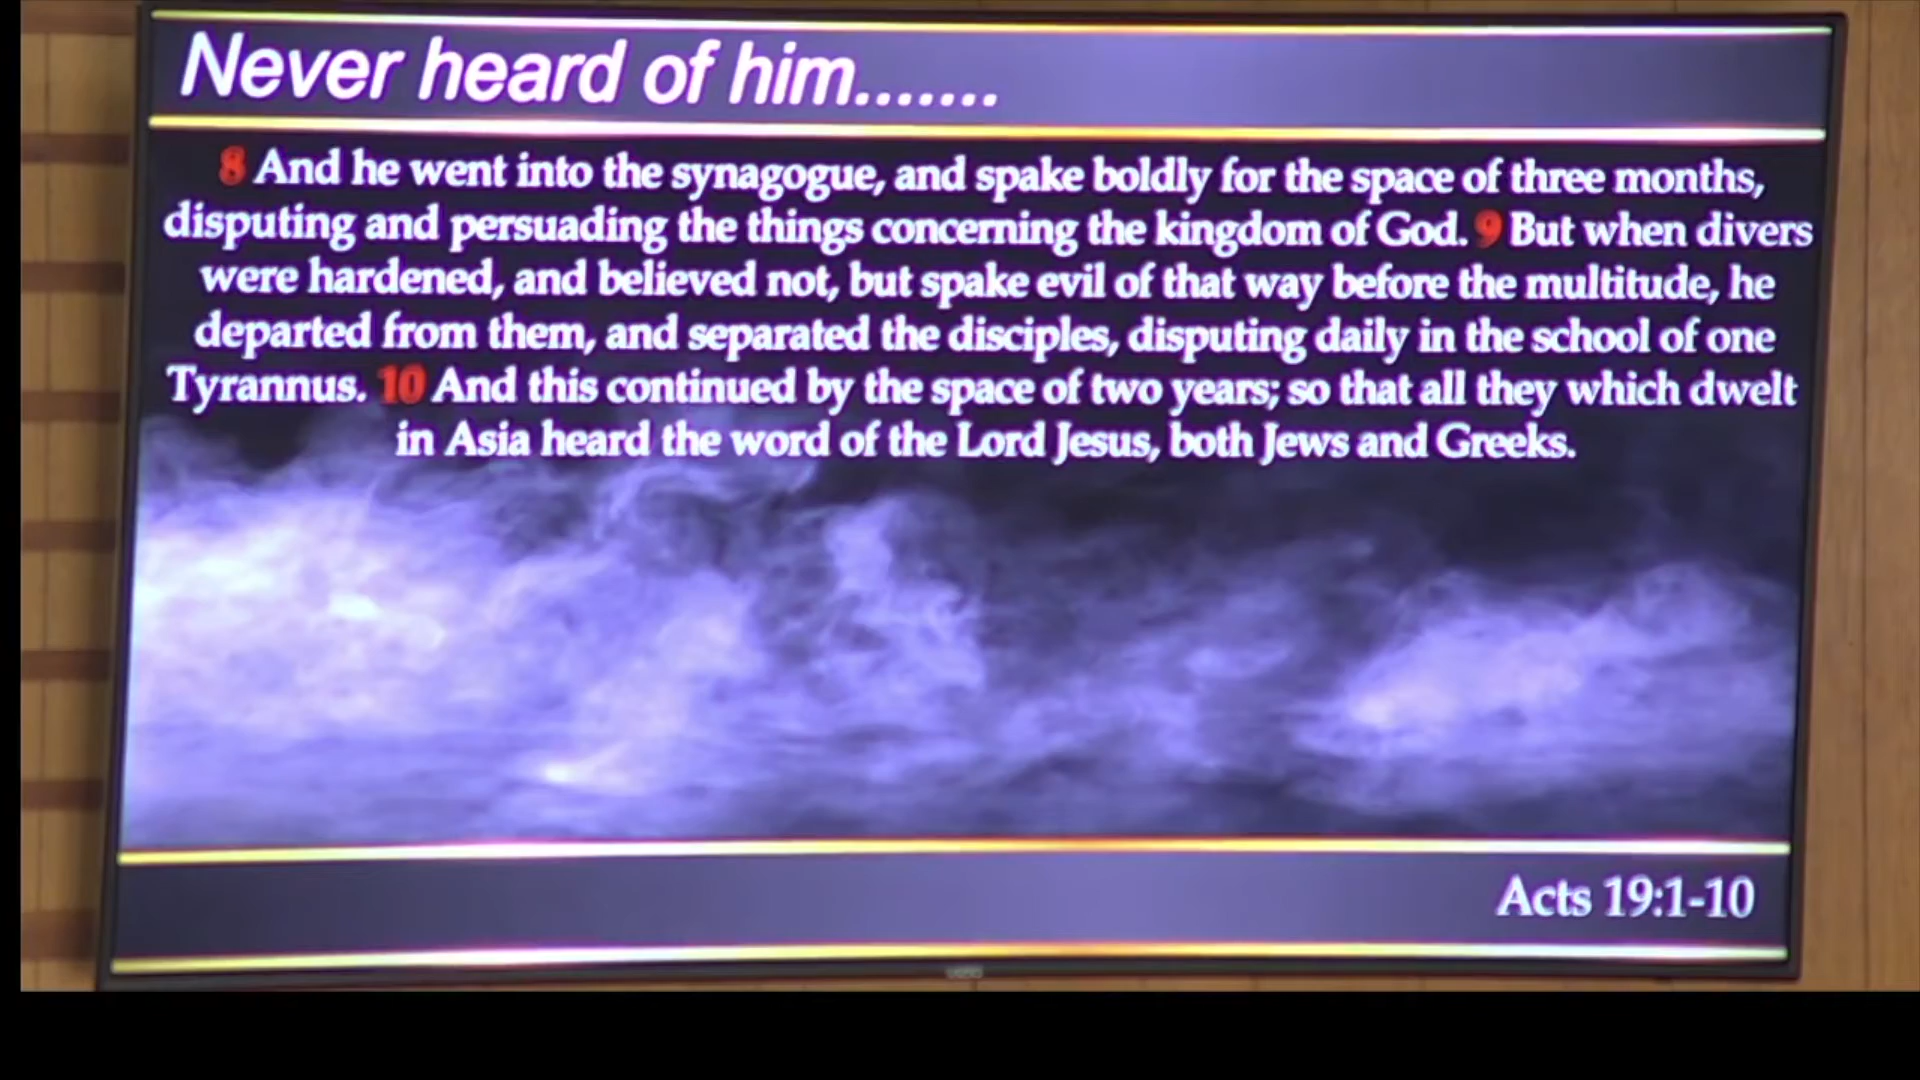 Never heard of him.......
8 And he went into the synagogue, and spake boldly for the space of three months,
disputing and persuading the things concerning the kingdom of God. 9 But when divers
were hardened, and believed not, but spake evil of that way before the multitude, he
departed from them, and separated the disciples, disputing daily in the school of one
Tyrannus. 10 And this continued by the space of two years; so that all they which dwelt
in Asia heard the word of the Lord Jesus, both Jews and Greeks.
Acts 19:1-10